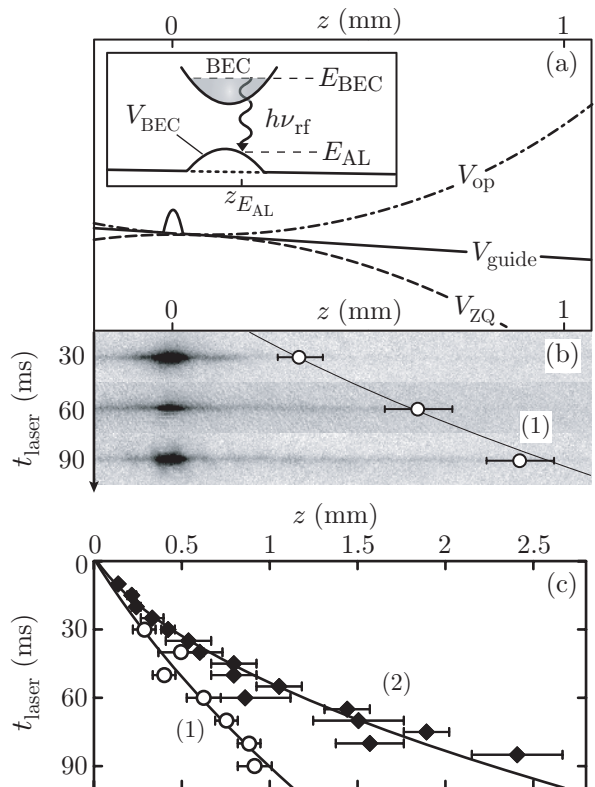 z (mm)
0 1
(a)
BEC
E_BEC
V_BEC
hν_rf
E_AL
z_E_AL
V_op
V_guide
V_ZQ
0 z (mm) 1
(b)
30
60
90
t_laser (ms)
(1)
z (mm)
0 0.5 1 1.5 2 2.5
(c)
0
30
60
90
t_laser (ms)
(2)
(1)